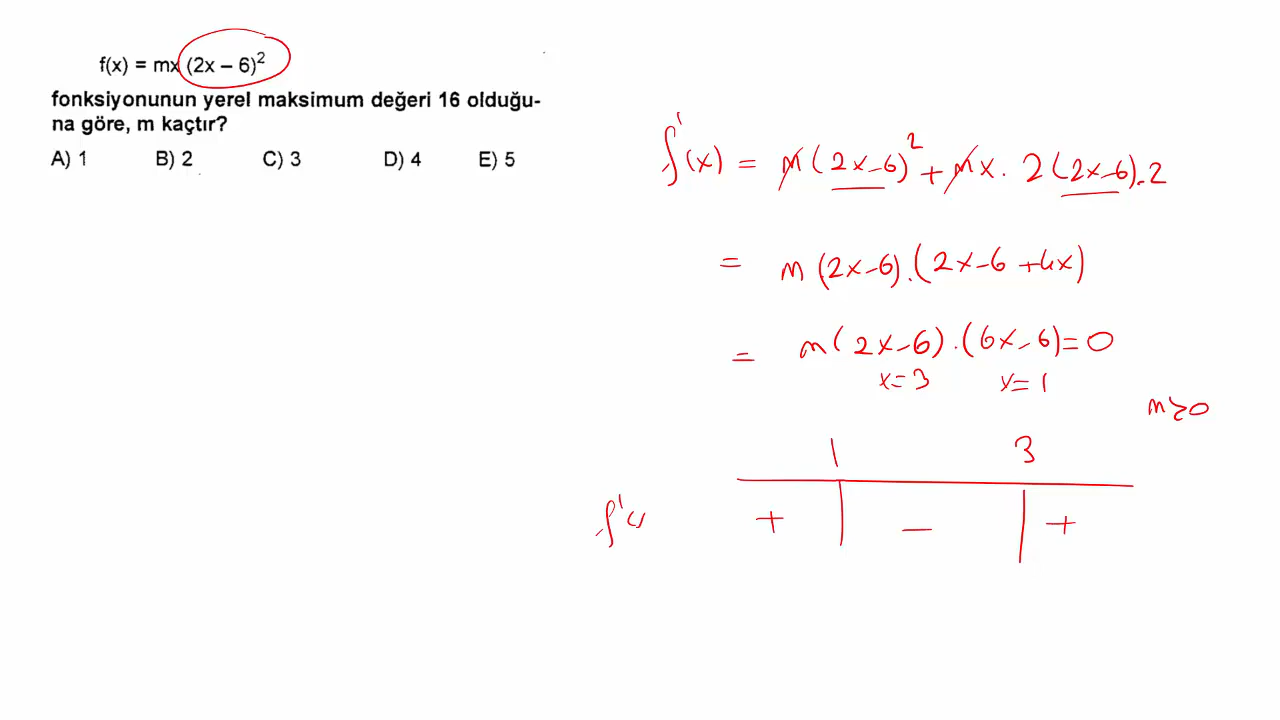 f(x) = mx (2x – 6)²
fonksiyonunun yerel maksimum değeri 16 olduğu-
na göre, m kaçtır?
A) 1 B) 2 C) 3 D) 4 E) 5
f'(x) = m(2x-6)² + mx. 2(2x-6).2
= m(2x-6).(2x-6+4x)
= m(2x-6).(6x-6)=0
x=3 x=1
m>0
1 3
+ - +